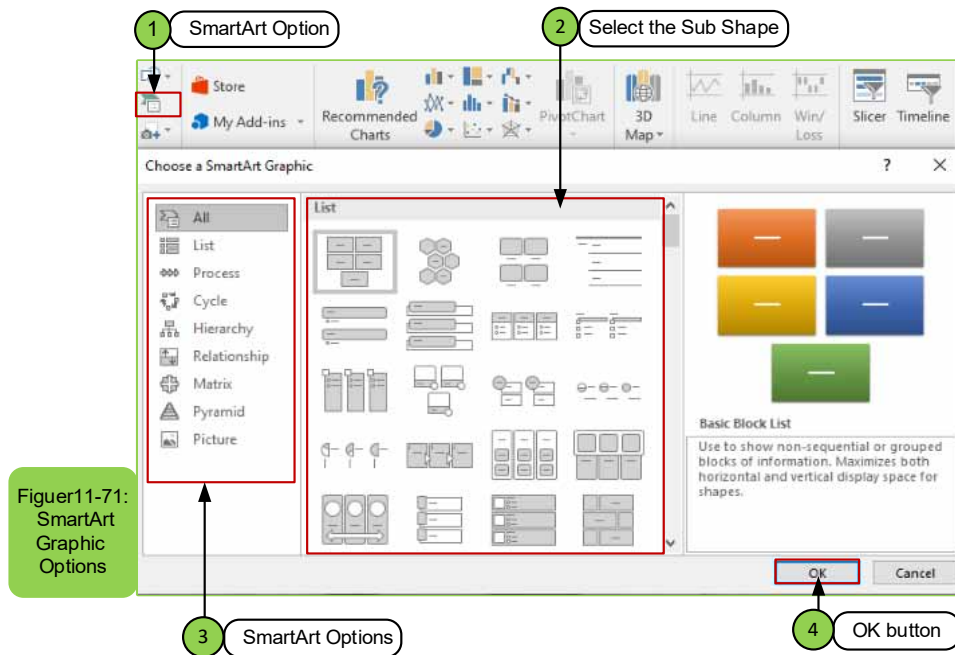 1 SmartArt Option
2 Select the Sub Shape
Store
My Add-ins
Recommended
Charts
PivotChart
3D
Map
Line Column Win/
Loss
Slicer Timeline
Choose a SmartArt Graphic
?
All
List
Process
Cycle
Hierarchy
Relationship
Matrix
Pyramid
Picture
List
Basic Block List
Use to show non-sequential or grouped
blocks of information. Maximizes both
horizontal and vertical display space for
shapes.
Figuer11-71:
SmartArt
Graphic
Options
OK Cancel
3 SmartArt Options
4 OK button